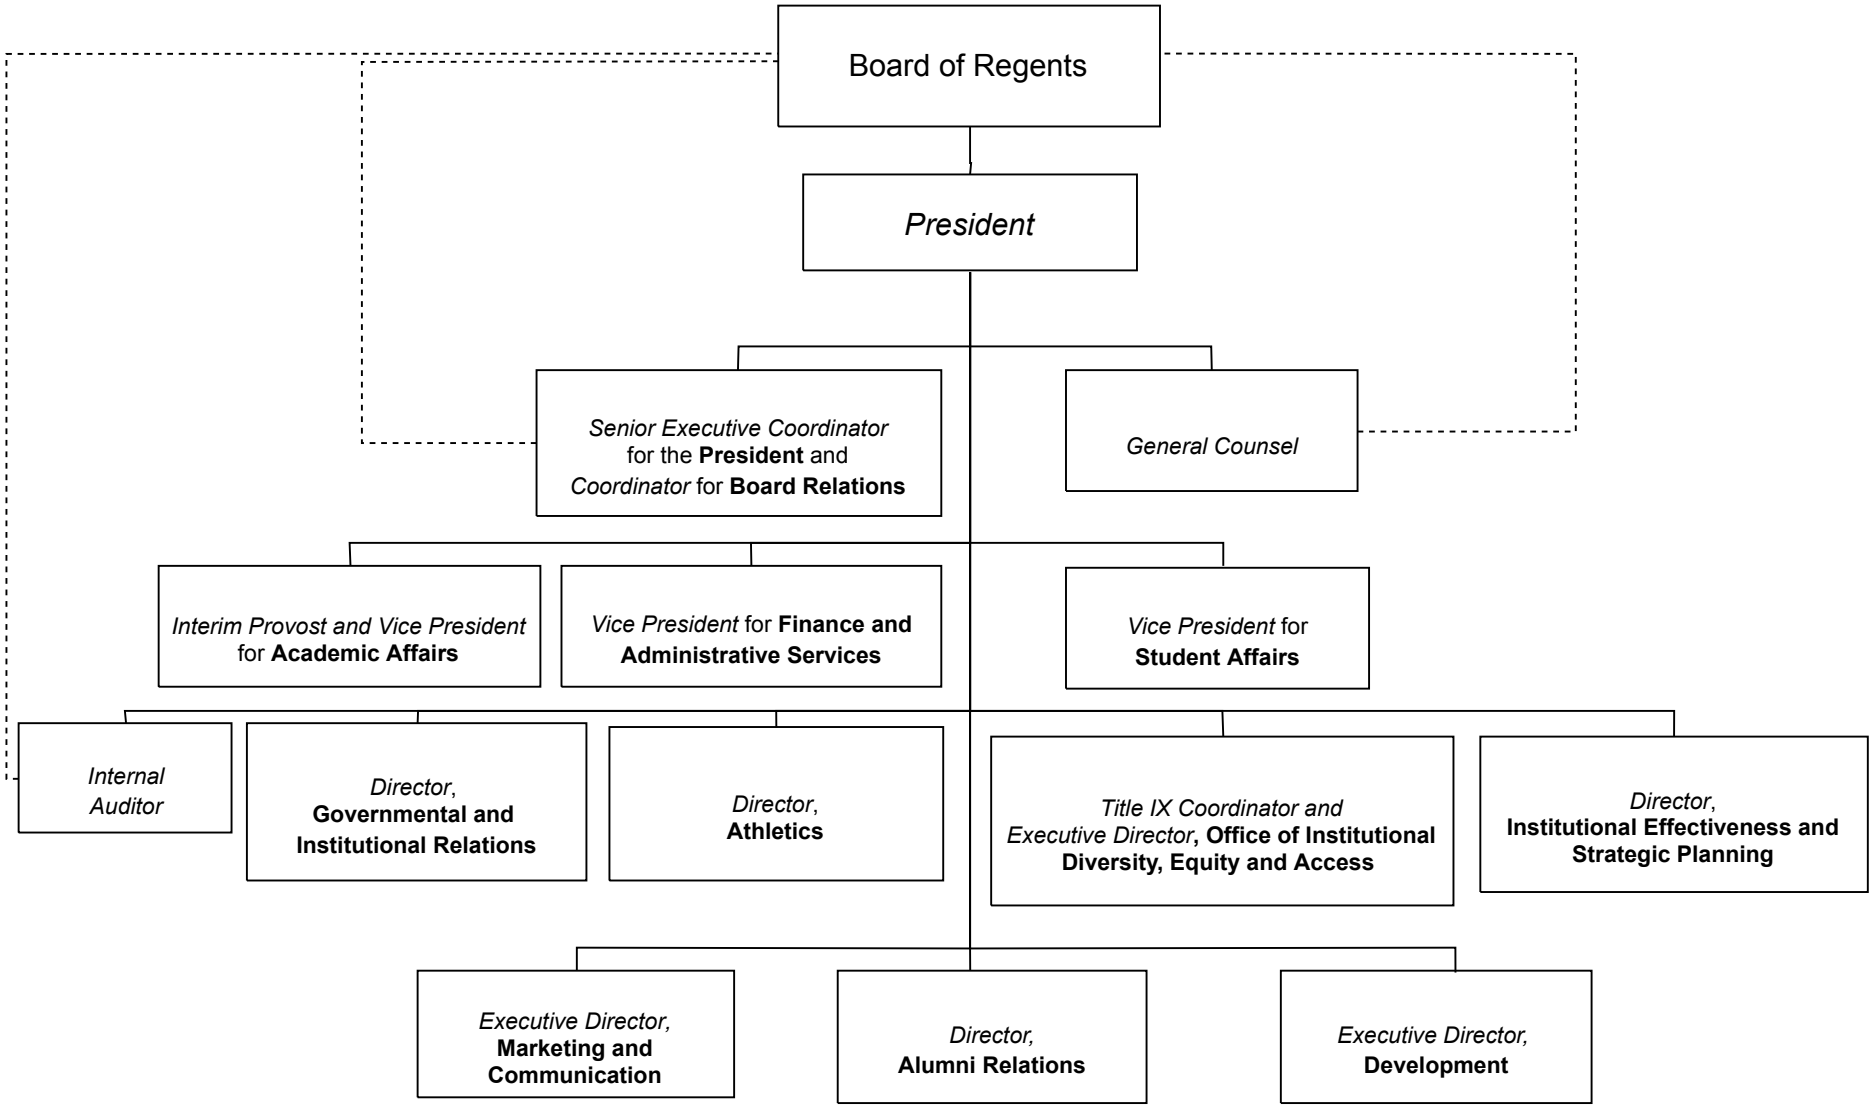 Board of Regents
President
Senior Executive Coordinator
for the President and
Coordinator for Board Relations
General Counsel
Interim Provost and Vice President
for Academic Affairs
Vice President for Finance and
Administrative Services
Vice President for
Student Affairs
Internal
Auditor
Director,
Governmental and
Institutional Relations
Director,
Athletics
Title IX Coordinator and
Executive Director, Office of Institutional
Diversity, Equity and Access
Director,
Institutional Effectiveness and
Strategic Planning
Executive Director,
Marketing and
Communication
Director,
Alumni Relations
Executive Director,
Development